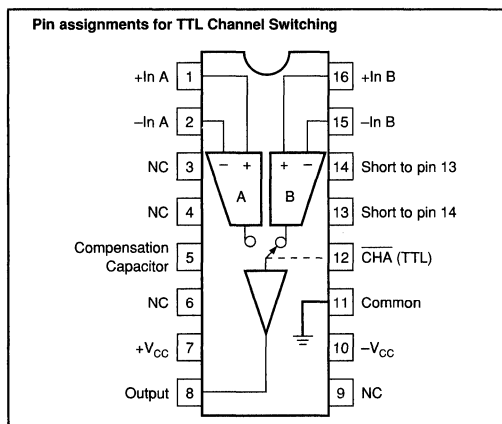 Pin assignments for TTL Channel Switching
+In A 1 16 +In B
–In A 2 15 –In B
NC 3 – + + – 14 Short to pin 13
A B
NC 4 13 Short to pin 14
Compensation
Capacitor 5 12 C̅H̅A̅ (TTL)
NC 6 11 Common
+VCC 7 10 –VCC
Output 8 9 NC